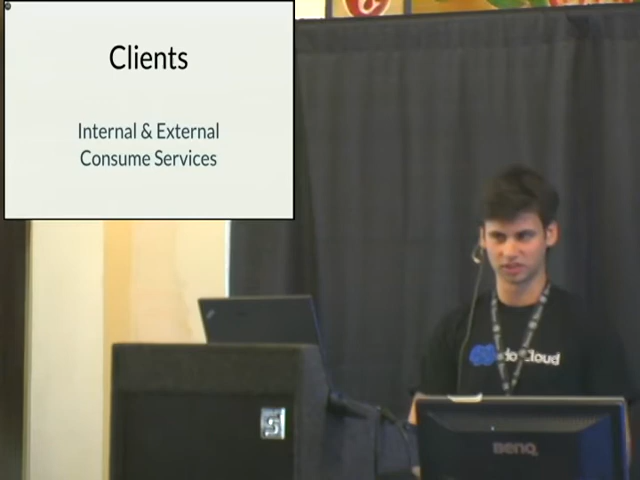 Clients
Internal & External
Consume Services
Cloud
BENQ